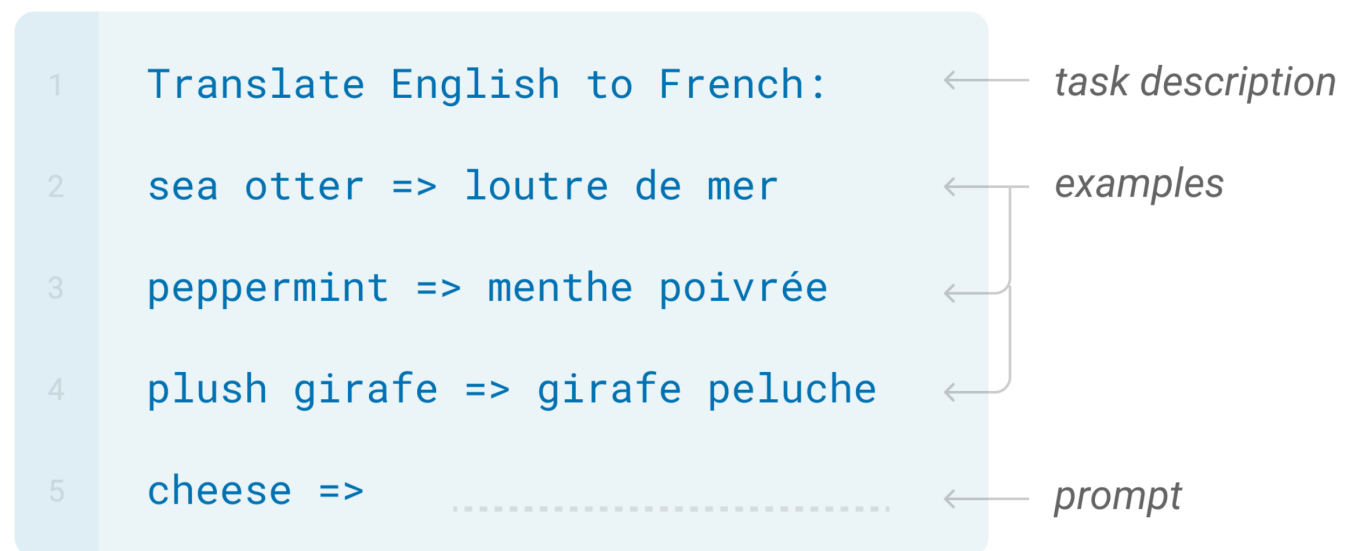 1 Translate English to French: task description
2 sea otter => loutre de mer examples
3 peppermint => menthe poivrée
4 plush girafe => girafe peluche
5 cheese => prompt